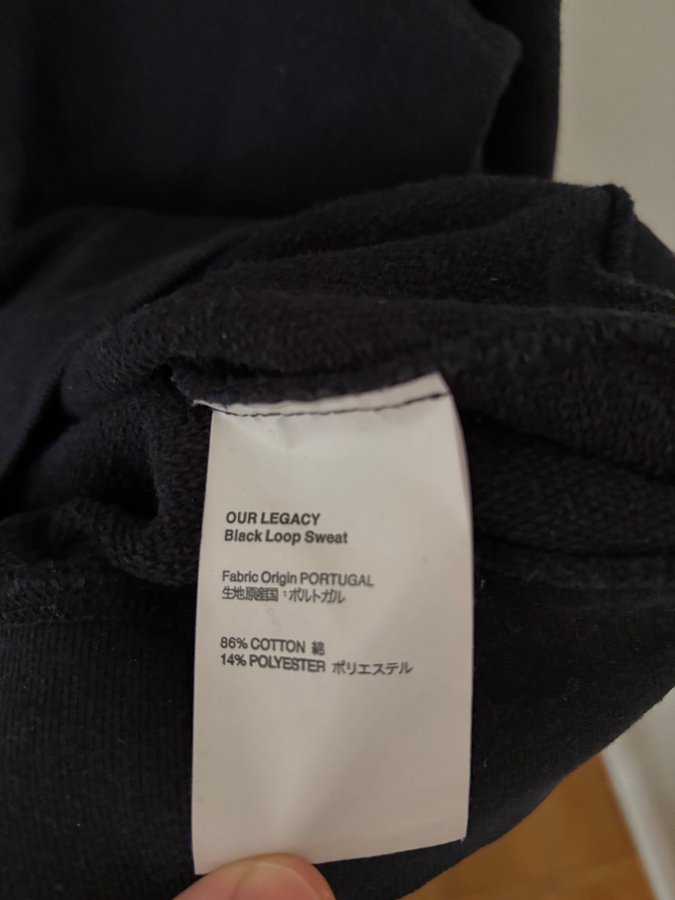 OUR LEGACY
Black Loop Sweat
Fabric Origin PORTUGAL
生地原産国：ポルトガル
86% COTTON 綿
14% POLYESTER ポリエステル